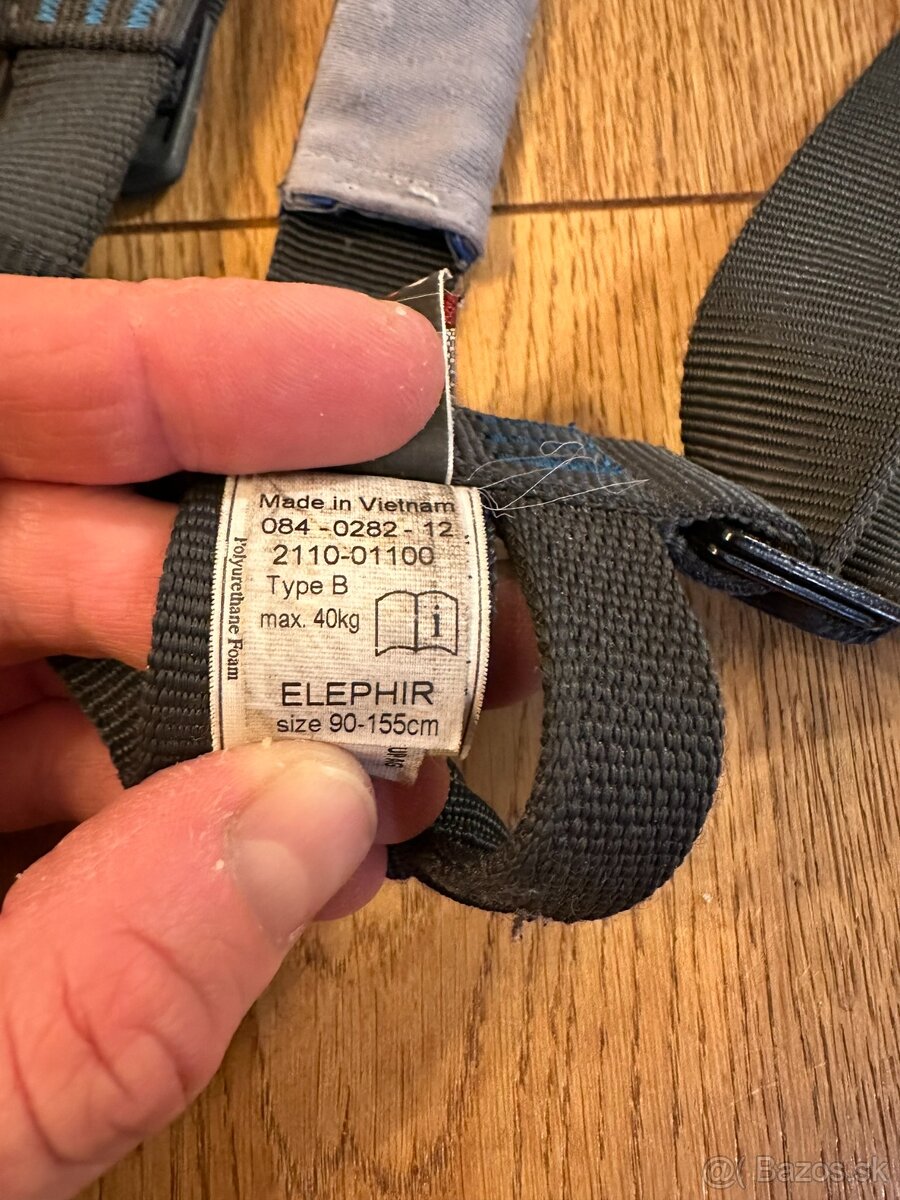 Made in Vietnam
084 -0282 - 12
2110-01100
Type B
max. 40kg
i
ELEPHIR
size 90-155cm
Polyurethane Foam
@( Bazos.sk